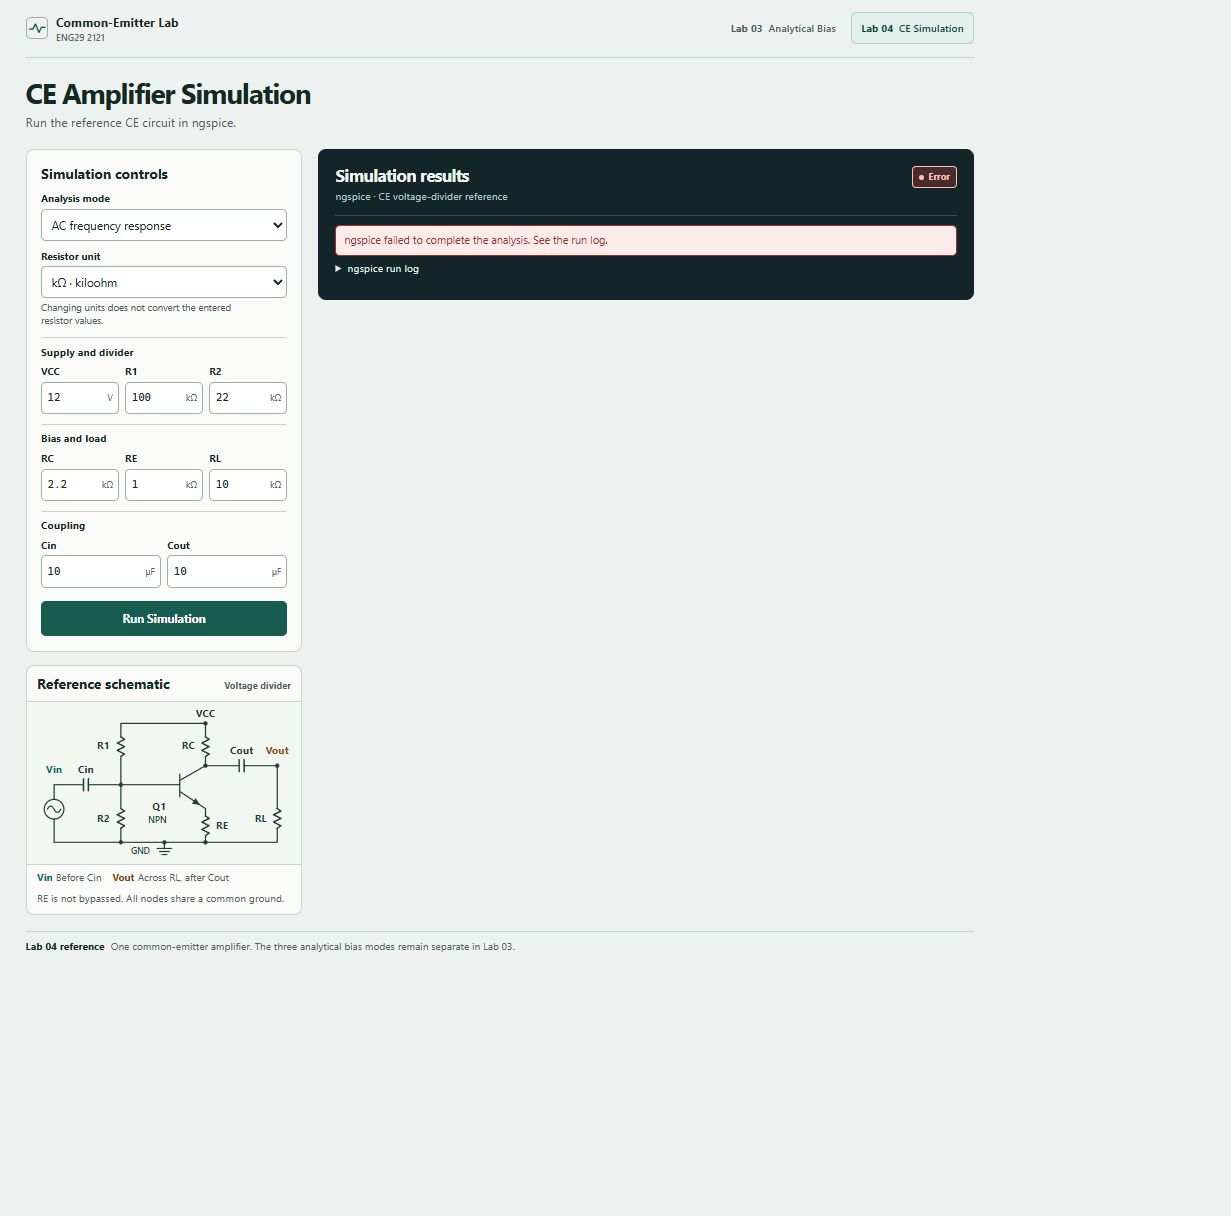 Common-Emitter Lab
ENG29 2121
Lab 03 Analytical Bias
Lab 04 CE Simulation
CE Amplifier Simulation
Run the reference CE circuit in ngspice.
Simulation controls
Analysis mode
AC frequency response
Resistor unit
kΩ · kiloohm
Changing units does not convert the entered
resistor values.
Supply and divider
VCC R1 R2
12 V 100 kΩ 22 kΩ
Bias and load
RC RE RL
2.2 kΩ 1 kΩ 10 kΩ
Coupling
Cin Cout
10 µF 10 µF
Run Simulation
Simulation results
Error
ngspice · CE voltage-divider reference
ngspice failed to complete the analysis. See the run log.
ngspice run log
Reference schematic
Voltage divider
VCC
R1 RC
Cout Vout
Vin Cin
Q1
NPN
R2 RE RL
GND
Vin Before Cin Vout Across RL, after Cout
RE is not bypassed. All nodes share a common ground.
Lab 04 reference One common-emitter amplifier. The three analytical bias modes remain separate in Lab 03.